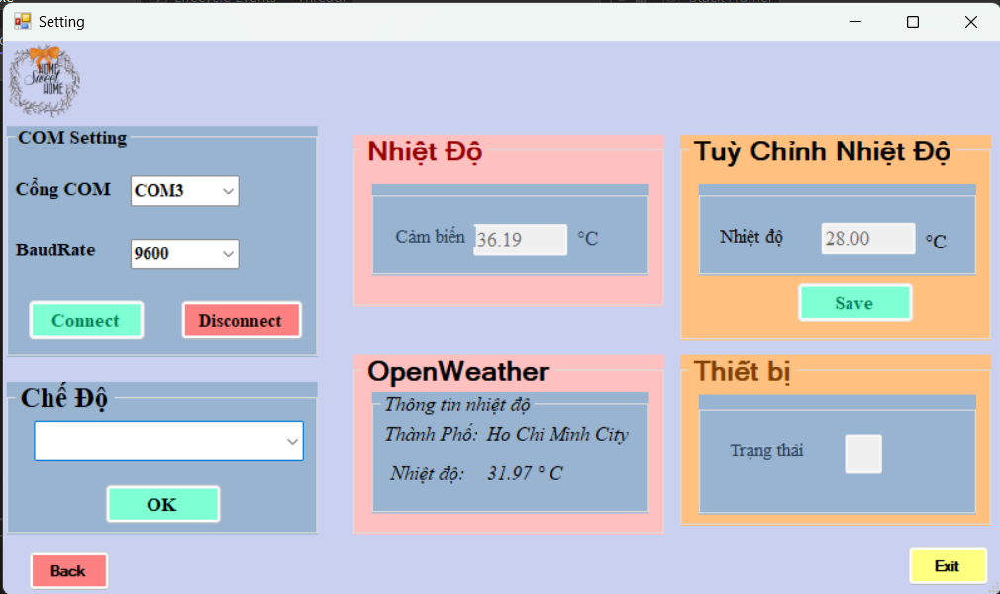 Setting
HOME
Sweet
HOME
COM Setting
Cổng COM
COM3
BaudRate
9600
Connect
Disconnect
Chế Độ
OK
Back
Nhiệt Độ
Cảm biến
36.19
°C
OpenWeather
Thông tin nhiệt độ
Thành Phố: Ho Chi Minh City
Nhiệt độ: 31.97 ° C
Tuỳ Chỉnh Nhiệt Độ
Nhiệt độ
28.00
°C
Save
Thiết bị
Trạng thái
Exit